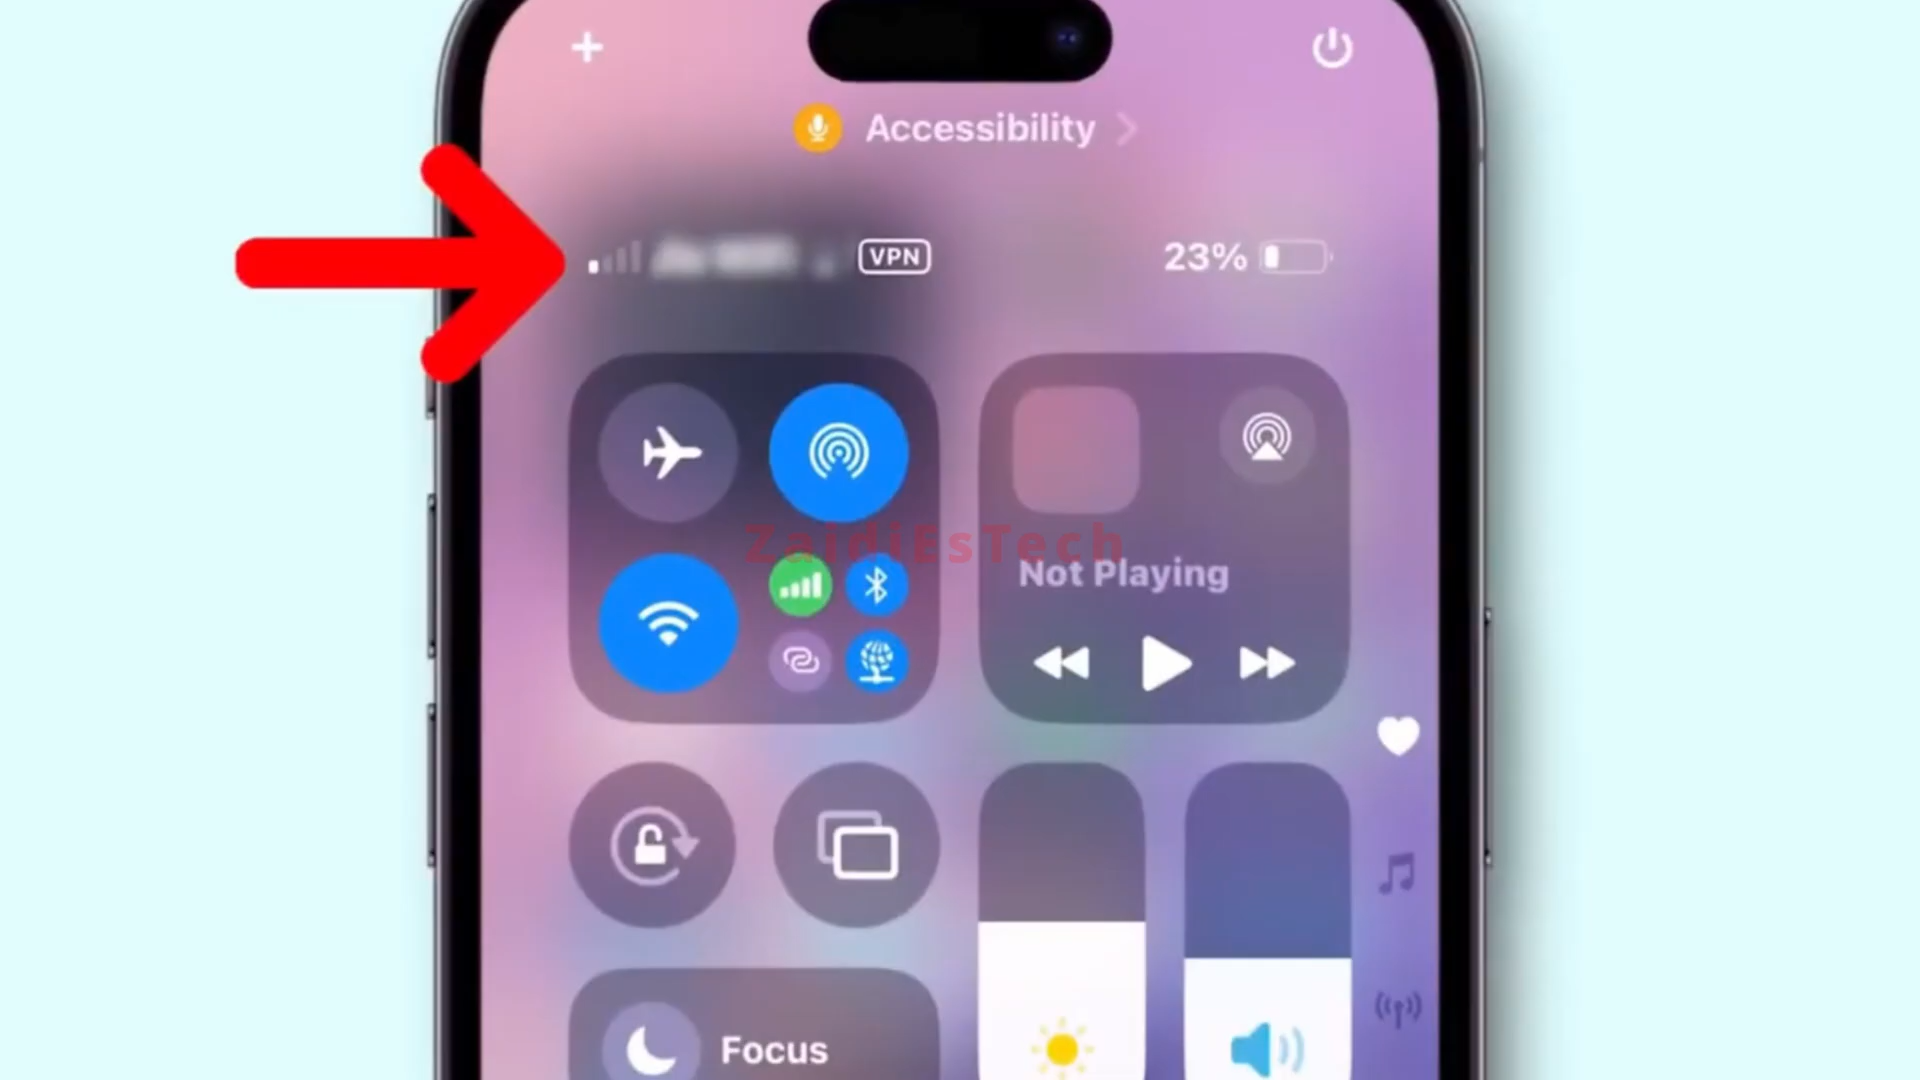 Accessibility
VPN
23%
ZaidiEsTech
Not Playing
Focus